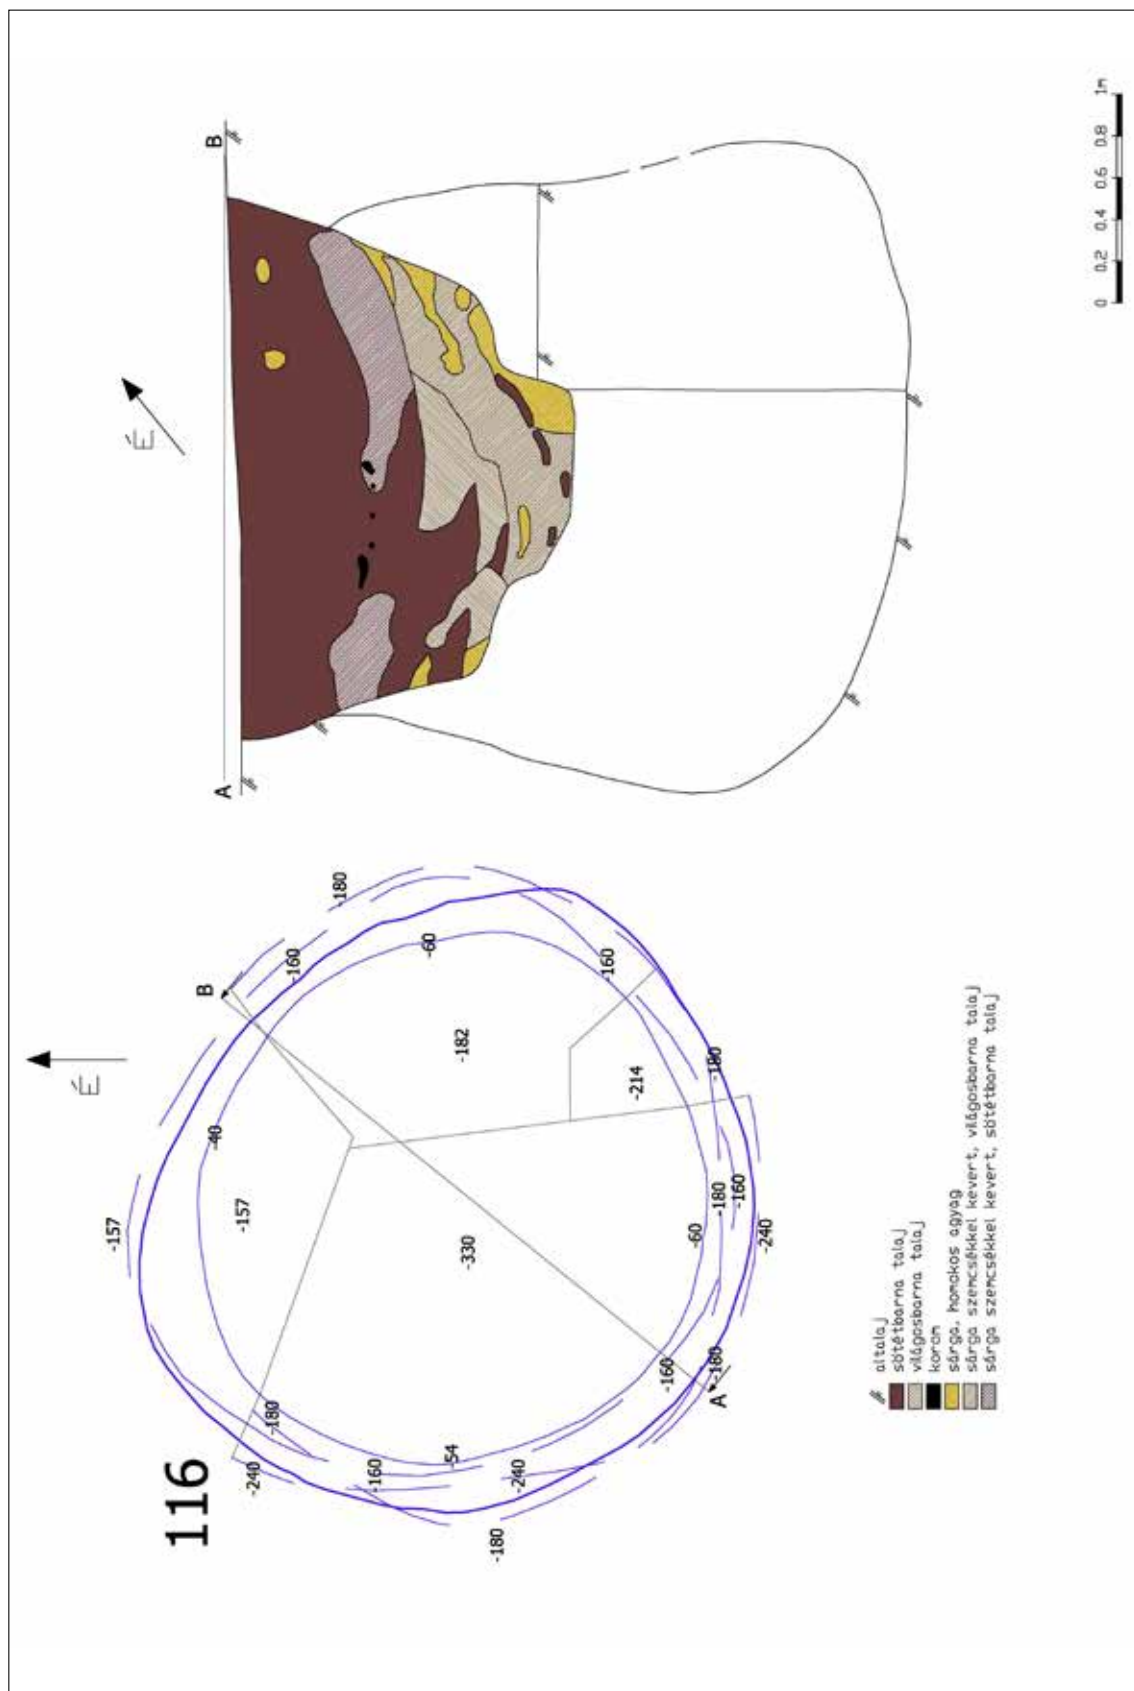 116
É
B
-180
-160
-60
-40
-157
-157
-182
-160
-214
-180
-330
-60
-180
-160
-240
-180
-240
-160
-54
-240
-180
-160
-180
A
É
A
B
altalaj
sötétbarna talaj
világosbarna talaj
korom
sárga, homokos agyag
sárga szemcsékkel kevert, világosbarna talaj
sárga szemcsékkel kevert, sötétbarna talaj
0 0.2 0.4 0.6 0.8 1m